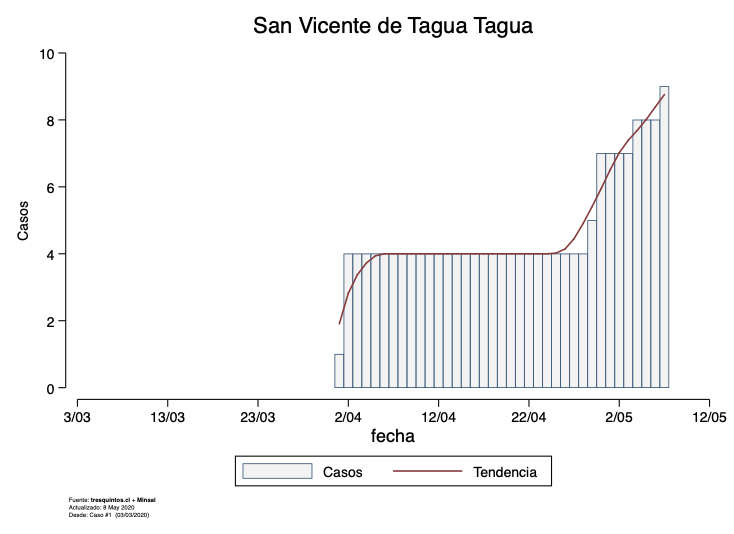 San Vicente de Tagua Tagua
10
8
6
4
2
0
Casos
3/03 13/03 23/03 2/04 12/04 22/04 2/05 12/05
fecha
Casos Tendencia
Fuente: tresquintos.cl + Minsal
Actualizado: 8 May 2020
Desde: Caso #1 (03/03/2020)